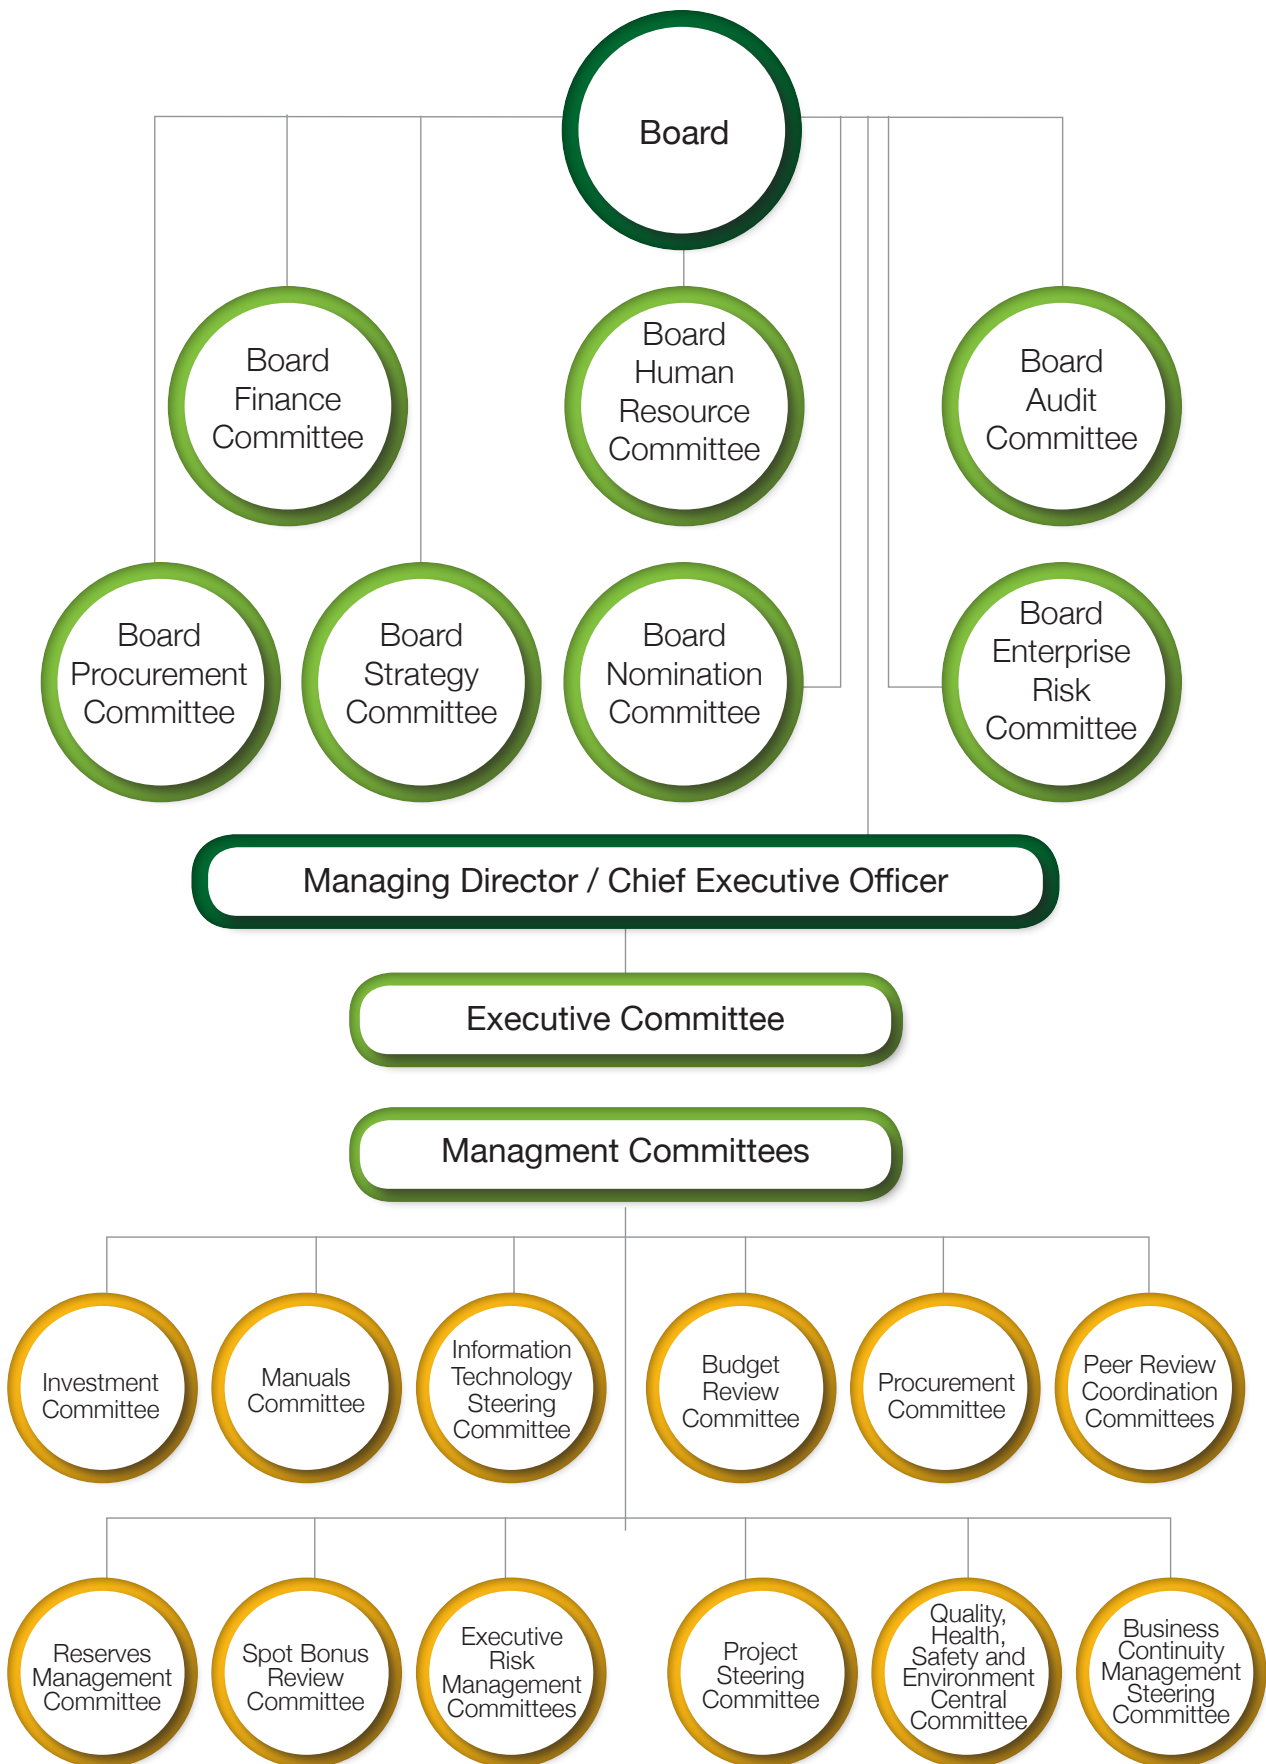 Board
Board
Finance
Committee
Board
Human
Resource
Committee
Board
Audit
Committee
Board
Procurement
Committee
Board
Strategy
Committee
Board
Nomination
Committee
Board
Enterprise
Risk
Committee
Managing Director / Chief Executive Officer
Executive Committee
Managment Committees
Investment
Committee
Manuals
Committee
Information
Technology
Steering
Committee
Budget
Review
Committee
Procurement
Committee
Peer Review
Coordination
Committees
Reserves
Management
Committee
Spot Bonus
Review
Committee
Executive
Risk
Management
Committees
Project
Steering
Committee
Quality,
Health,
Safety and
Environment
Central
Committee
Business
Continuity
Management
Steering
Committee